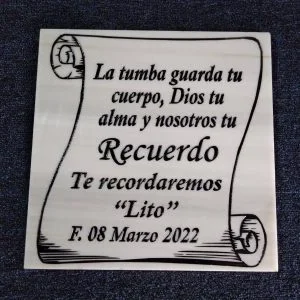 La tumba guarda tu
cuerpo, Dios tu
alma y nosotros tu
Recuerdo
Te recordaremos
“Lito”
F. 08 Marzo 2022